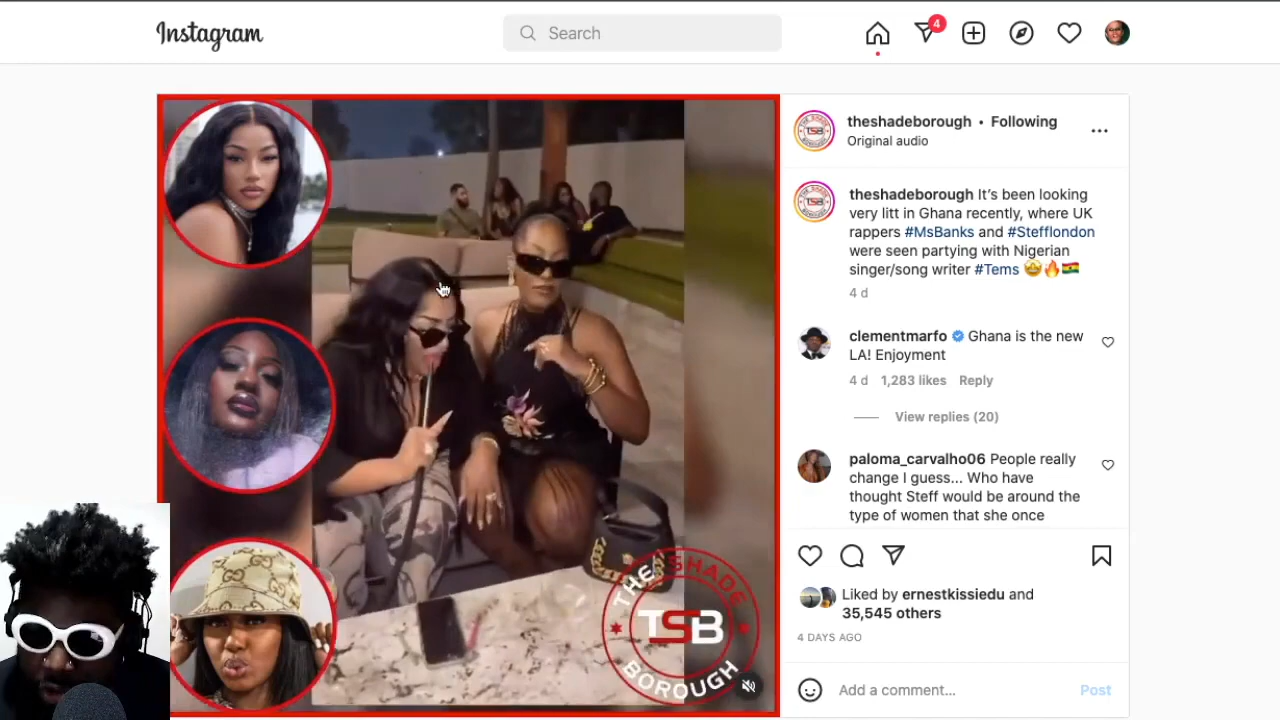 Instagram
Search
4
theshadeborough • Following
Original audio
theshadeborough It's been looking
very litt in Ghana recently, where UK
rappers #MsBanks and #Stefflondon
were seen partying with Nigerian
singer/song writer #Tems 🤩🔥🇬🇭
4 d
clementmarfo Ghana is the new
LA! Enjoyment
4 d 1,283 likes Reply
View replies (20)
paloma_carvalho06 People really
change I guess... Who have
thought Steff would be around the
type of women that she once
Liked by ernestkissiedu and
35,545 others
4 DAYS AGO
Add a comment...
Post
THE SHADE
TSB
BOROUGH